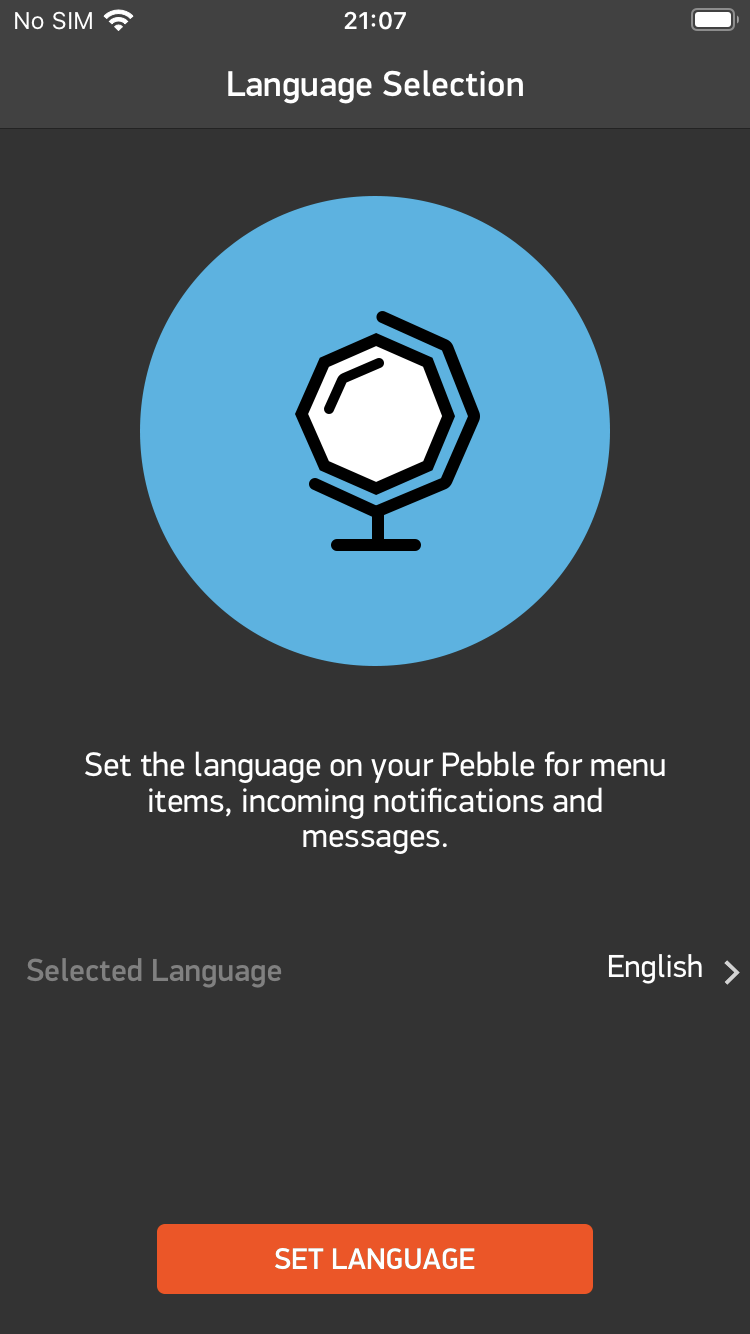 No SIM 21:07
Language Selection
Set the language on your Pebble for menu
items, incoming notifications and
messages.
Selected Language English
SET LANGUAGE